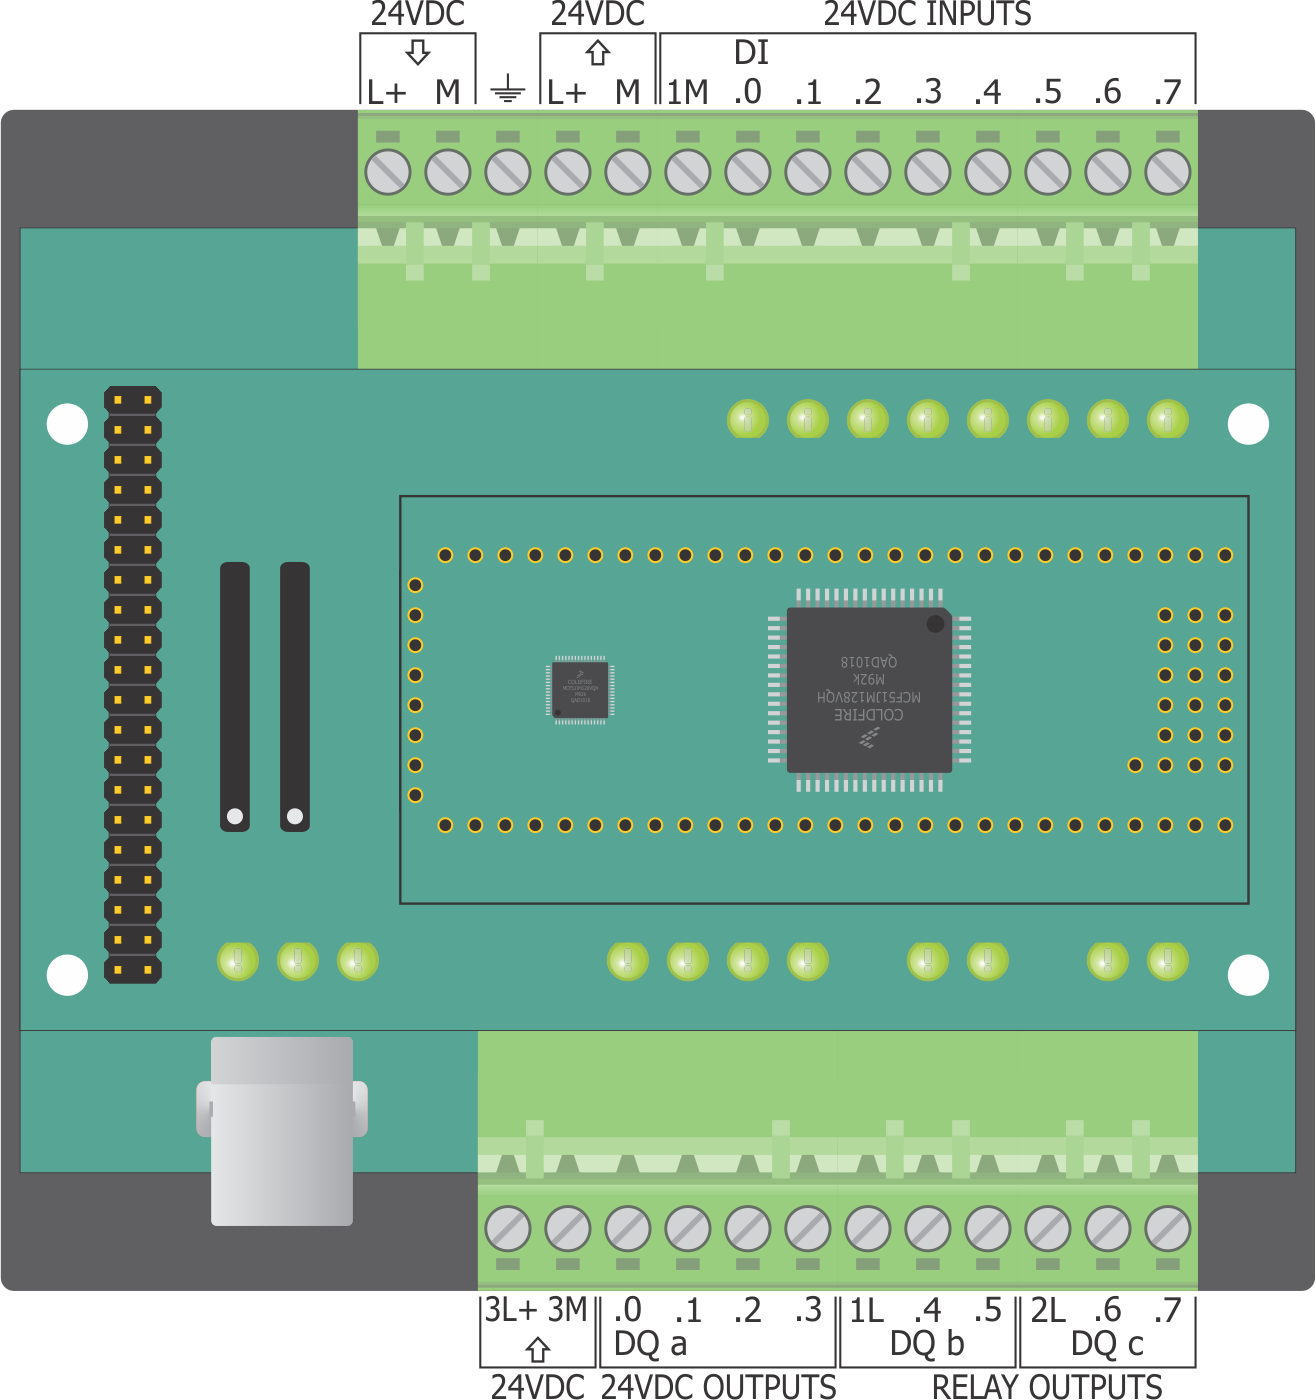 24VDC 24VDC 24VDC INPUTS
DI
L+ M L+ M 1M .0 .1 .2 .3 .4 .5 .6 .7
COLDFIRE
MCF51JM128VQH
M92k
QAD1018
COLDFIRE
3L+ 3M .0 .1 .2 .3 1L .4 .5 2L .6 .7
DQ a DQ b DQ c
24VDC 24VDC OUTPUTS RELAY OUTPUTS